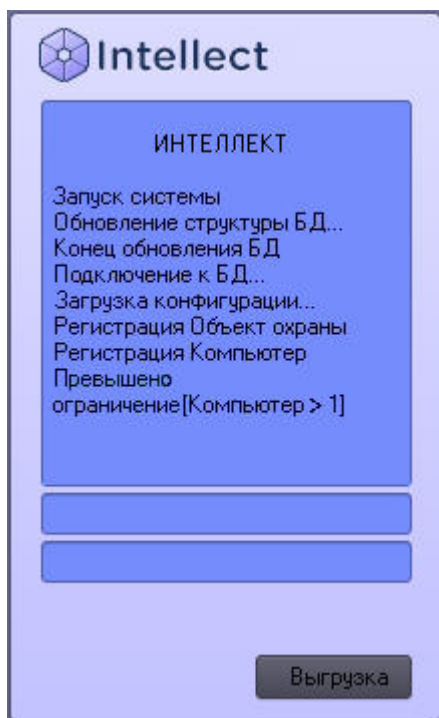 Intellect
ИНТЕЛЛЕКТ
Запуск системы
Обновление структуры БД...
Конец обновления БД
Подключение к БД...
Загрузка конфигурации...
Регистрация Объект охраны
Регистрация Компьютер
Превышено
ограничение[Компьютер > 1]
Выгрузка